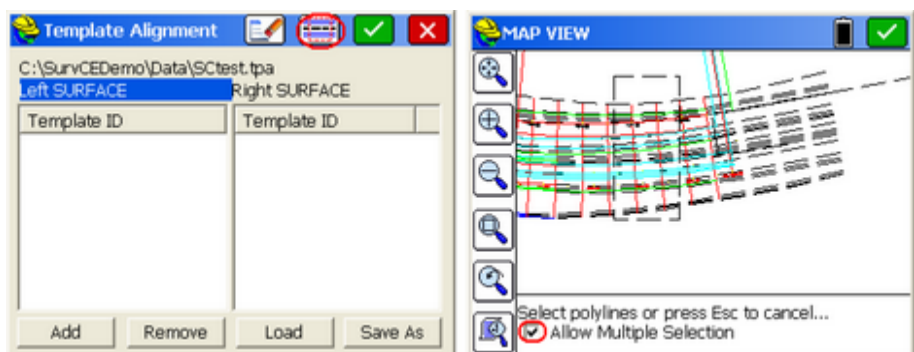 Template Alignment
C:\SurvCEDemo\Data\SCtest.tpa
Left SURFACE Right SURFACE
Template ID Template ID
Add Remove Load Save As
MAP VIEW
Select polylines or press Esc to cancel...
Allow Multiple Selection